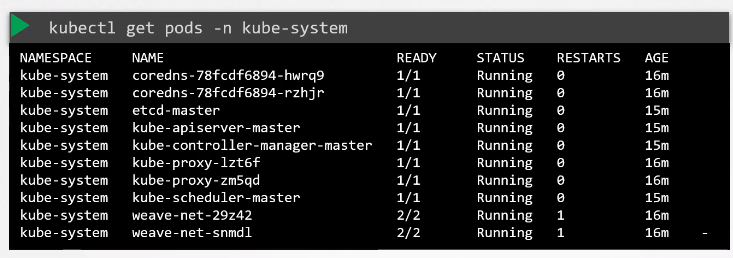 kubectl get pods -n kube-system
NAMESPACE NAME READY STATUS RESTARTS AGE
kube-system coredns-78fcdf6894-hwrq9 1/1 Running 0 16m
kube-system coredns-78fcdf6894-rzhjr 1/1 Running 0 16m
kube-system etcd-master 1/1 Running 0 15m
kube-system kube-apiserver-master 1/1 Running 0 15m
kube-system kube-controller-manager-master 1/1 Running 0 15m
kube-system kube-proxy-lzt6f 1/1 Running 0 16m
kube-system kube-proxy-zm5qd 1/1 Running 0 16m
kube-system kube-scheduler-master 1/1 Running 0 15m
kube-system weave-net-29z42 2/2 Running 1 16m
kube-system weave-net-snmdl 2/2 Running 1 16m -